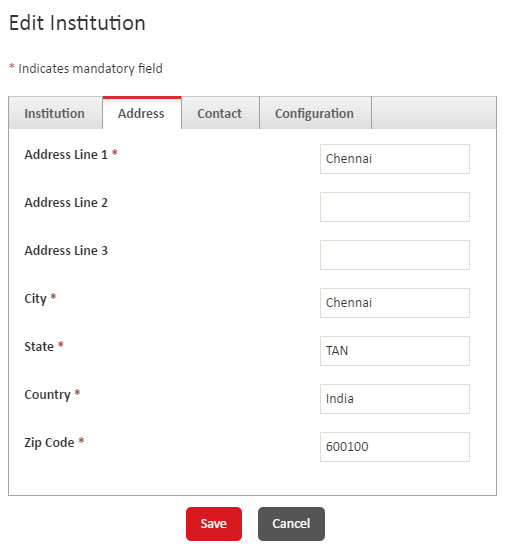 Edit Institution
* Indicates mandatory field
Institution Address Contact Configuration
Address Line 1 * Chennai
Address Line 2
Address Line 3
City * Chennai
State * TAN
Country * India
Zip Code * 600100
Save Cancel